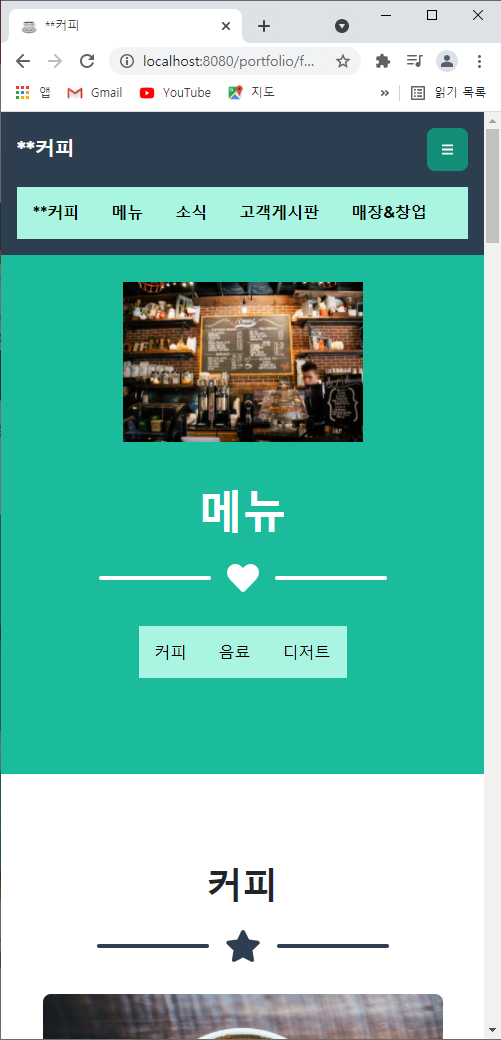 **커피
localhost:8080/portfolio/f...
앱 Gmail YouTube 지도 » 읽기 목록
**커피
**커피 메뉴 소식 고객게시판 매장&창업
메뉴
커피 음료 디저트
커피